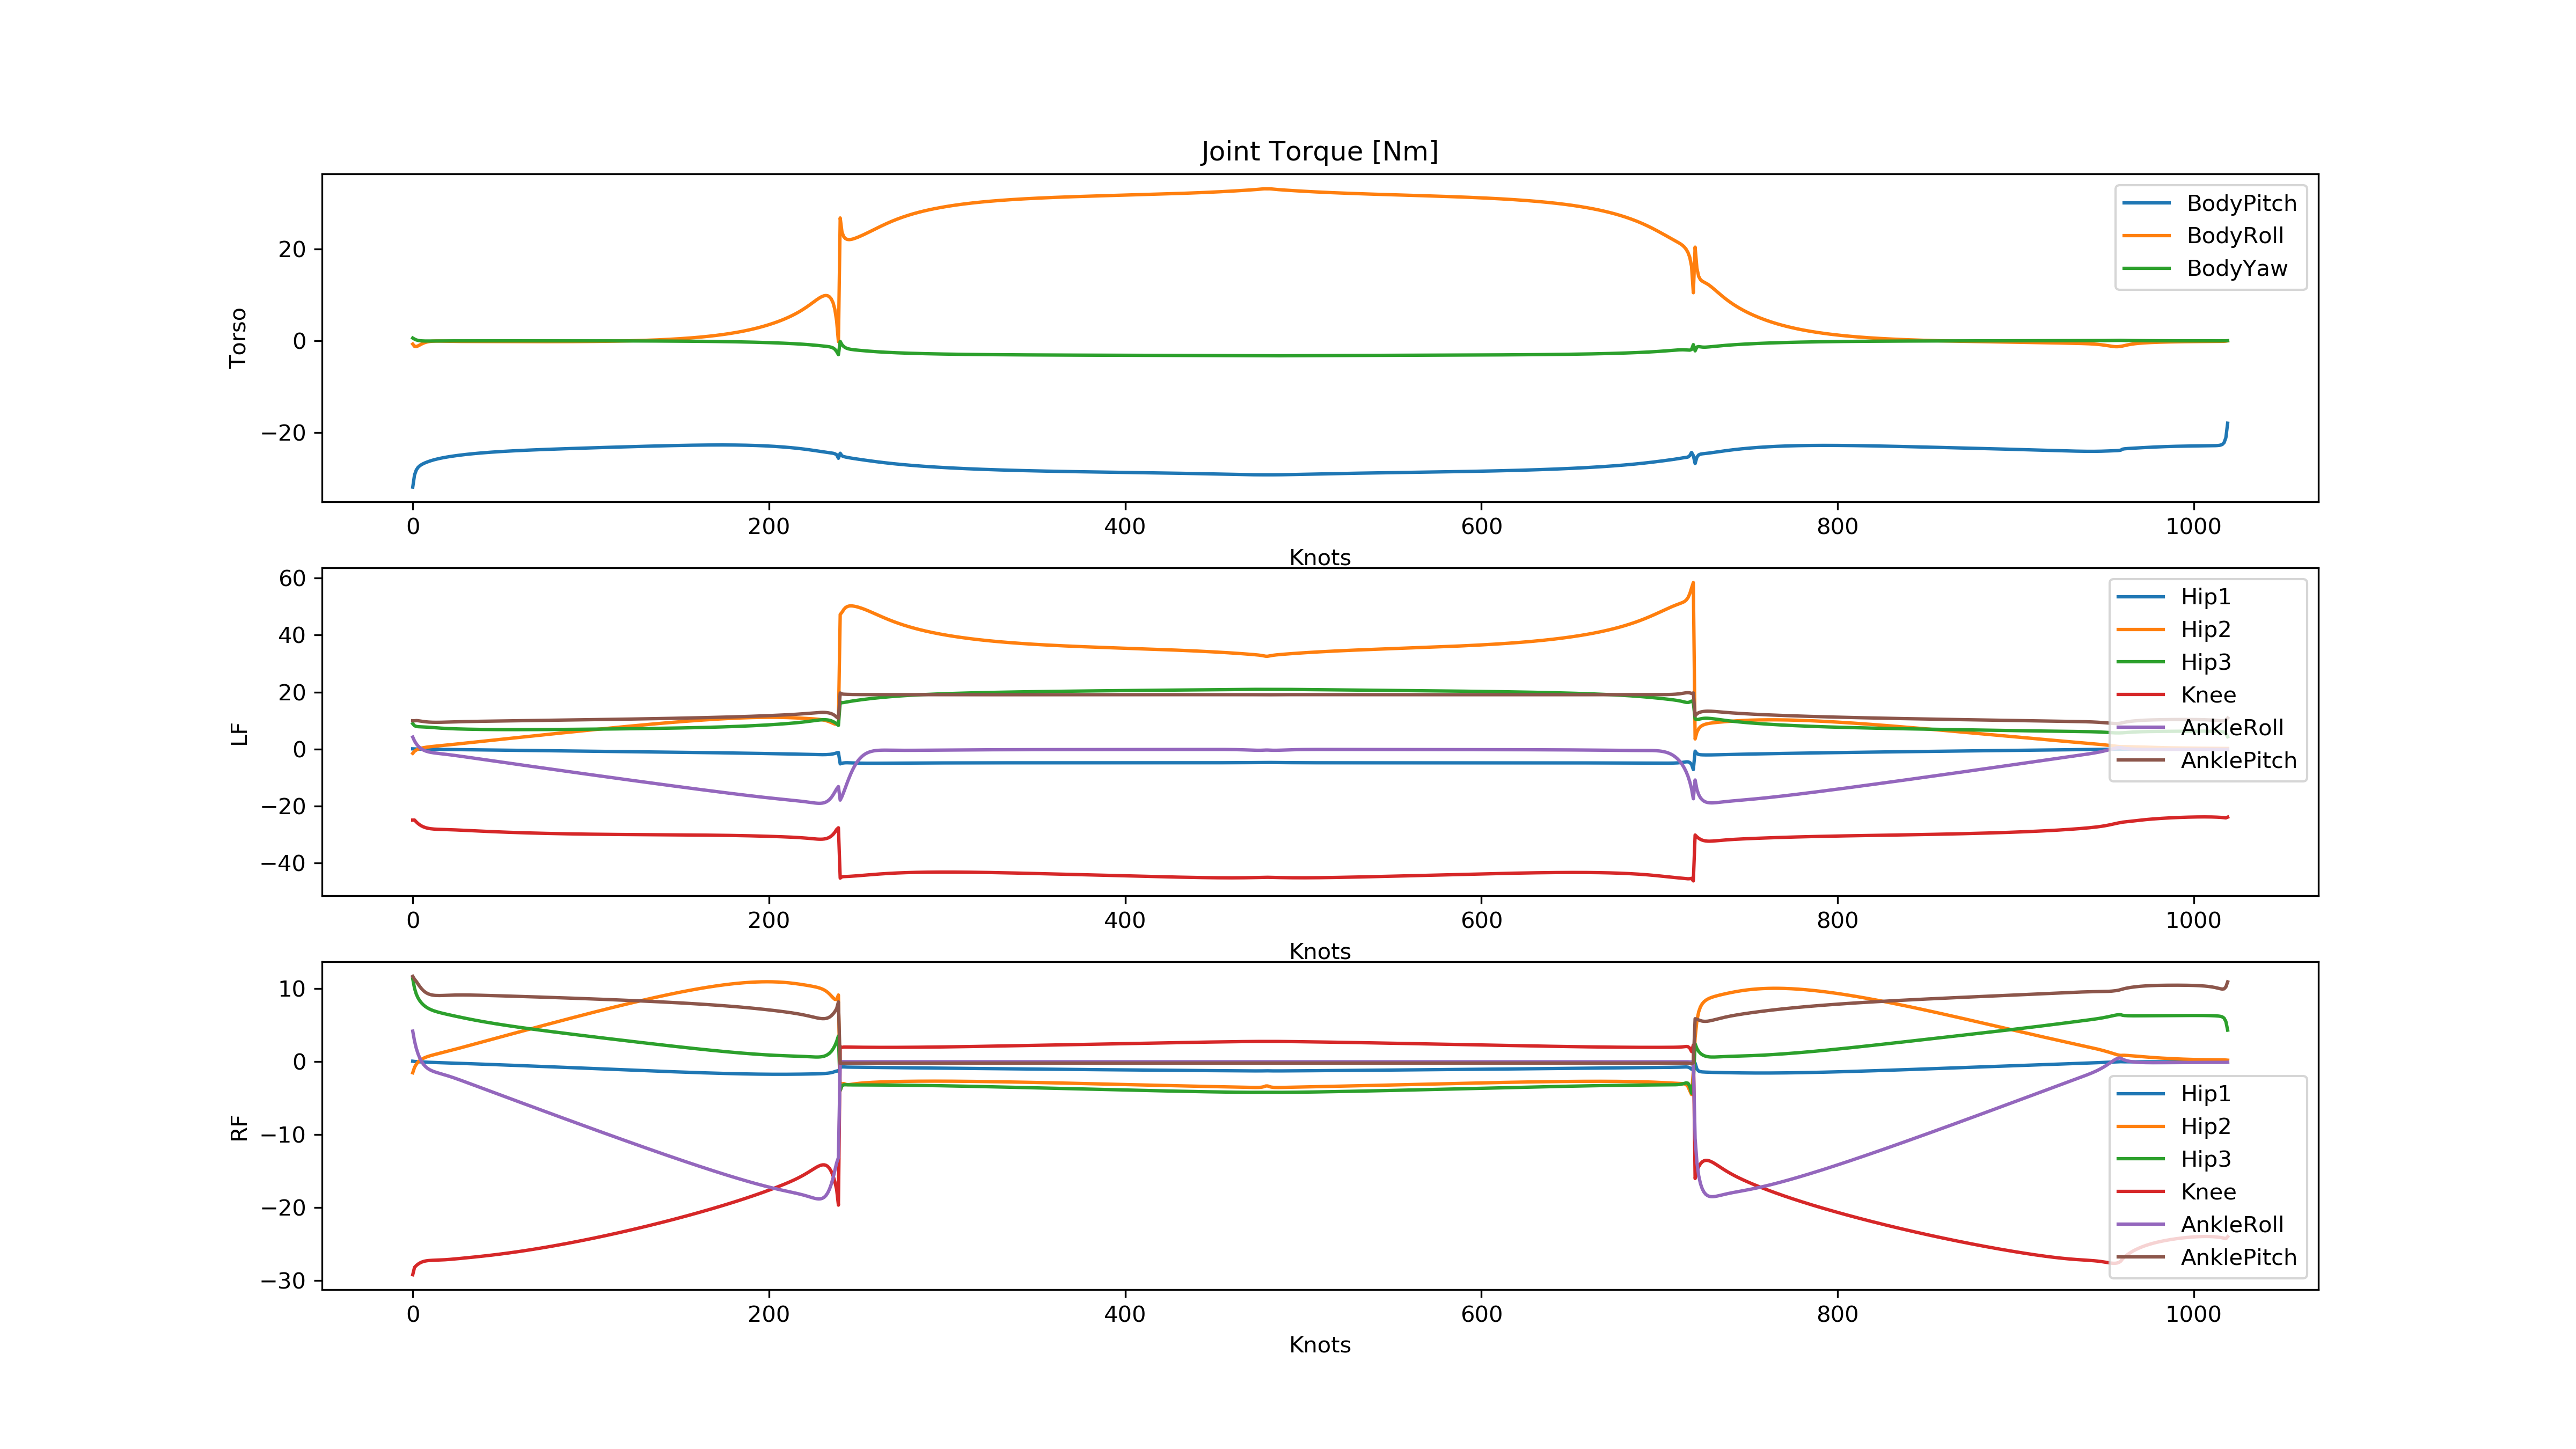 Joint Torque [Nm]
Torso
20
0
−20
BodyPitch
BodyRoll
BodyYaw
0 200 400 600 800 1000
Knots
LF
60
40
20
0
−20
−40
Hip1
Hip2
Hip3
Knee
AnkleRoll
AnklePitch
0 200 400 600 800 1000
Knots
RF
10
0
−10
−20
−30
Hip1
Hip2
Hip3
Knee
AnkleRoll
AnklePitch
0 200 400 600 800 1000
Knots